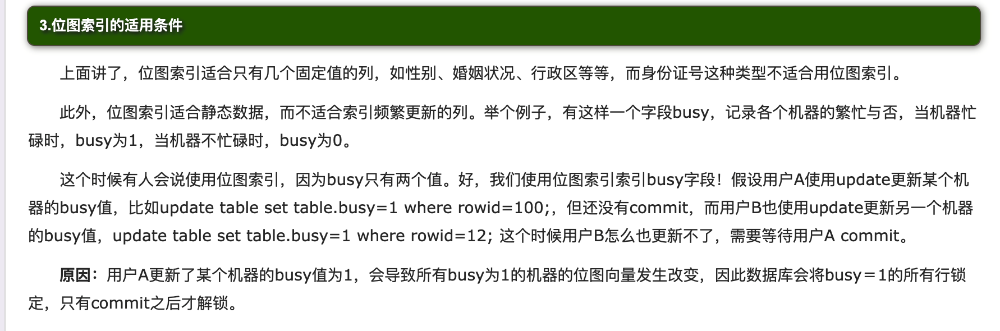 3.位图索引的适用条件
上面讲了，位图索引适合只有几个固定值的列，如性别、婚姻状况、行政区等等，而身份证号这种类型不适合用位图索引。
此外，位图索引适合静态数据，而不适合索引频繁更新的列。举个例子，有这样一个字段busy，记录各个机器的繁忙与否，当机器忙
碌时，busy为1，当机器不忙碌时，busy为0。
这个时候有人会说使用位图索引，因为busy只有两个值。好，我们使用位图索引索引busy字段！假设用户A使用update更新某个机
器的busy值，比如update table set table.busy=1 where rowid=100;，但还没有commit，而用户B也使用update更新另一个机器
的busy值，update table set table.busy=1 where rowid=12; 这个时候用户B怎么也更新不了，需要等待用户A commit。
原因：用户A更新了某个机器的busy值为1，会导致所有busy为1的机器的位图向量发生改变，因此数据库会将busy＝1的所有行锁
定，只有commit之后才解锁。